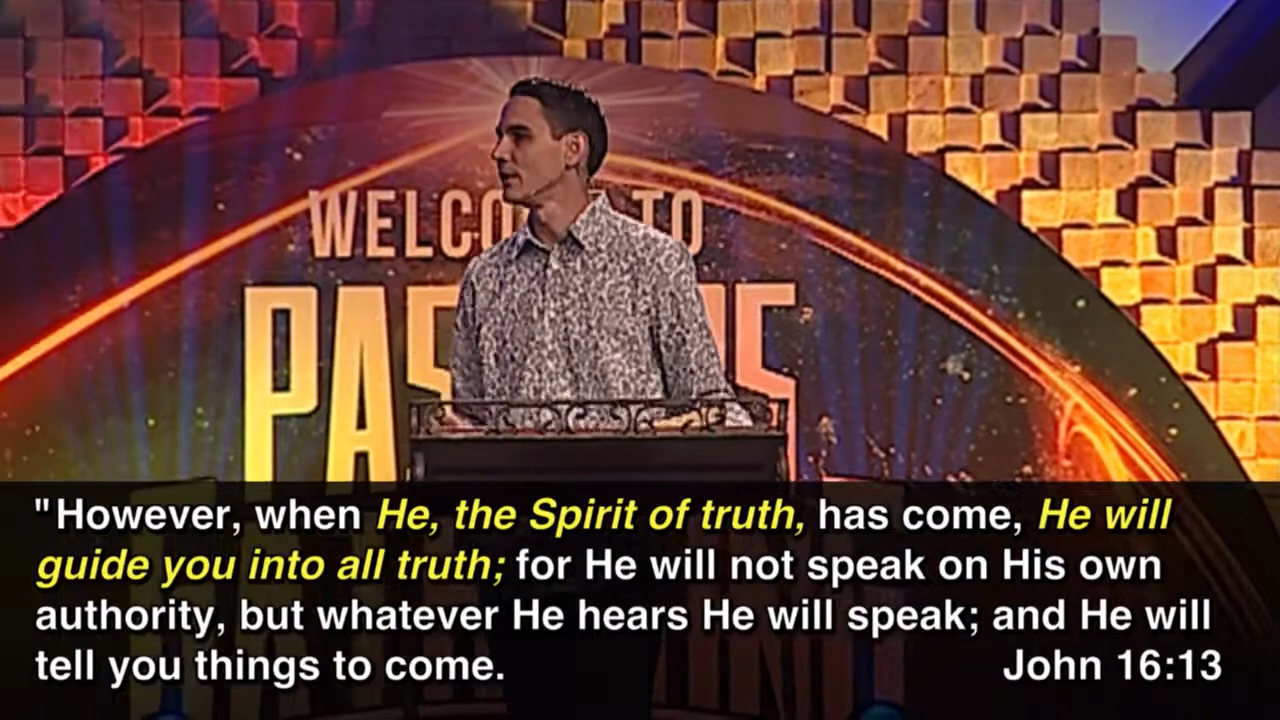 WELCO TO
PA
"However, when He, the Spirit of truth, has come, He will
guide you into all truth; for He will not speak on His own
authority, but whatever He hears He will speak; and He will
tell you things to come. John 16:13